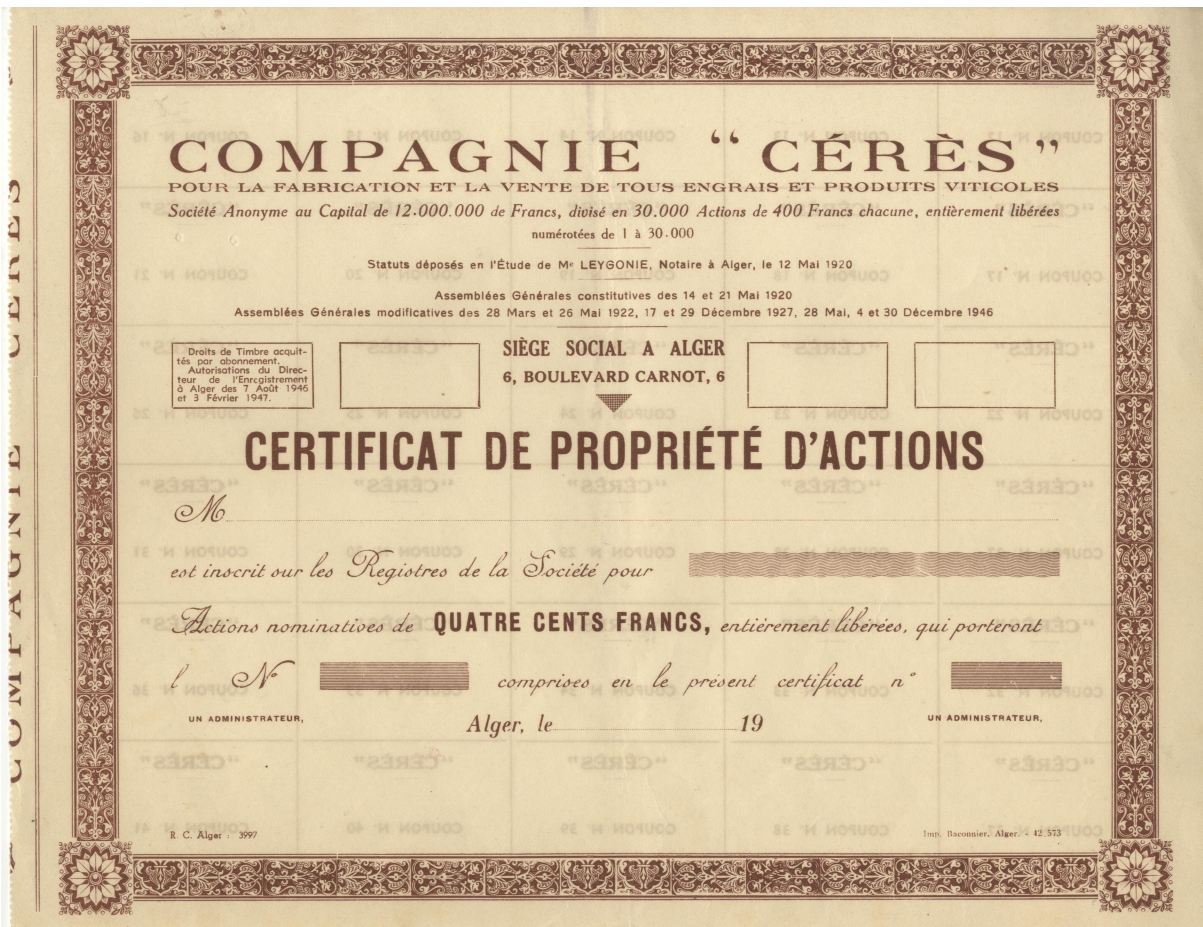 COMPAGNIE “CÉRÈS”
POUR LA FABRICATION ET LA VENTE DE TOUS ENGRAIS ET PRODUITS VITICOLES
Société Anonyme au Capital de 12.000.000 de Francs, divisé en 30.000 Actions de 400 Francs chacune, entièrement libérées
numérotées de 1 à 30.000
Statuts déposés en l'Étude de Me LEYGONIE, Notaire à Alger, le 12 Mai 1920
Assemblées Générales constitutives des 14 et 21 Mai 1920
Assemblées Générales modificatives des 28 Mars et 26 Mai 1922, 17 et 29 Décembre 1927, 28 Mai, 4 et 30 Décembre 1946
Droits de Timbre acquit-
tés par abonnement.
Autorisations du Direc-
teur de l'Enregistrement
à Alger des 7 Août 1946
et 3 Février 1947.
SIÈGE SOCIAL A ALGER
6, BOULEVARD CARNOT, 6
CERTIFICAT DE PROPRIÉTÉ D'ACTIONS
M
est inscrit sur les Registres de la Société pour
Actions nominatives de QUATRE CENTS FRANCS, entièrement libérées, qui porteront
l No comprises en le présent certificat n°
UN ADMINISTRATEUR,
Alger, le 19
UN ADMINISTRATEUR,
R. C. Alger : 3997
Imp. Baconnier. Alger. - 42.573
COMPAGNIE CÉRÈS